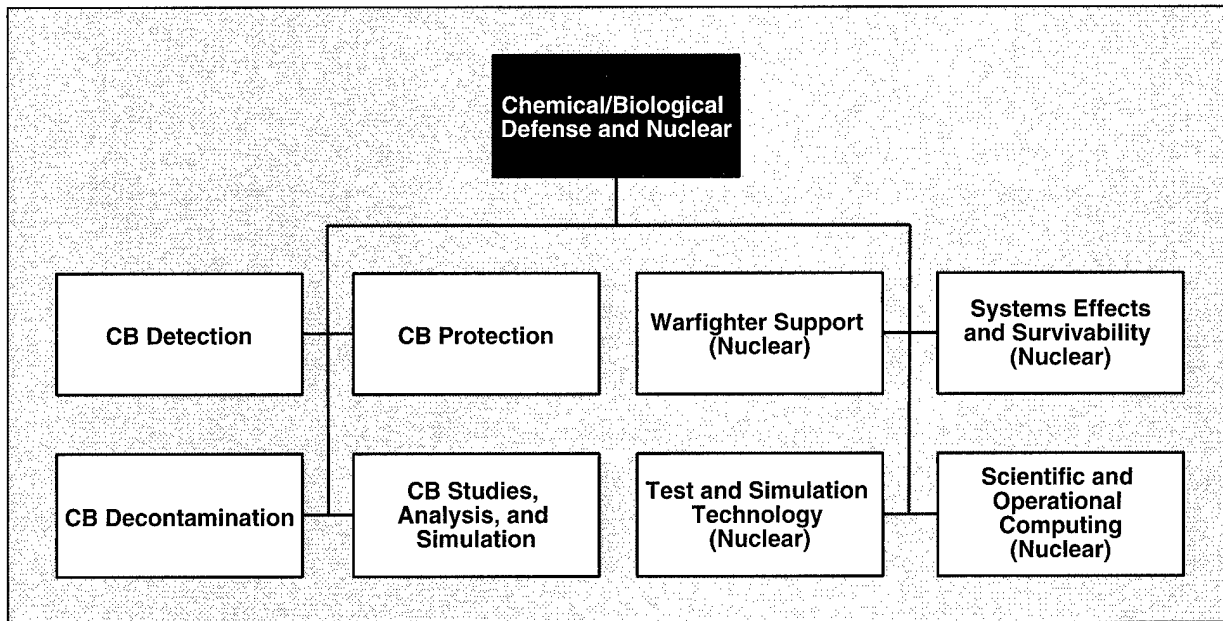 Chemical/Biological
Defense and Nuclear
CB Detection
CB Protection
Warfighter Support
(Nuclear)
Systems Effects
and Survivability
(Nuclear)
CB Decontamination
CB Studies,
Analysis, and
Simulation
Test and Simulation
Technology
(Nuclear)
Scientific and
Operational
Computing
(Nuclear)